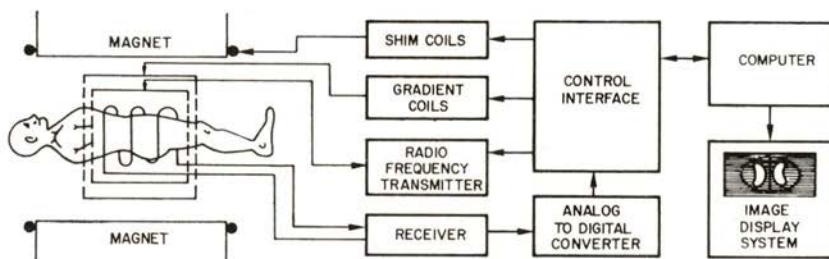 MAGNET
SHIM COILS
GRADIENT
COILS
RADIO
FREQUENCY
TRANSMITTER
RECEIVER
CONTROL
INTERFACE
ANALOG
TO DIGITAL
CONVERTER
COMPUTER
IMAGE
DISPLAY
SYSTEM
MAGNET